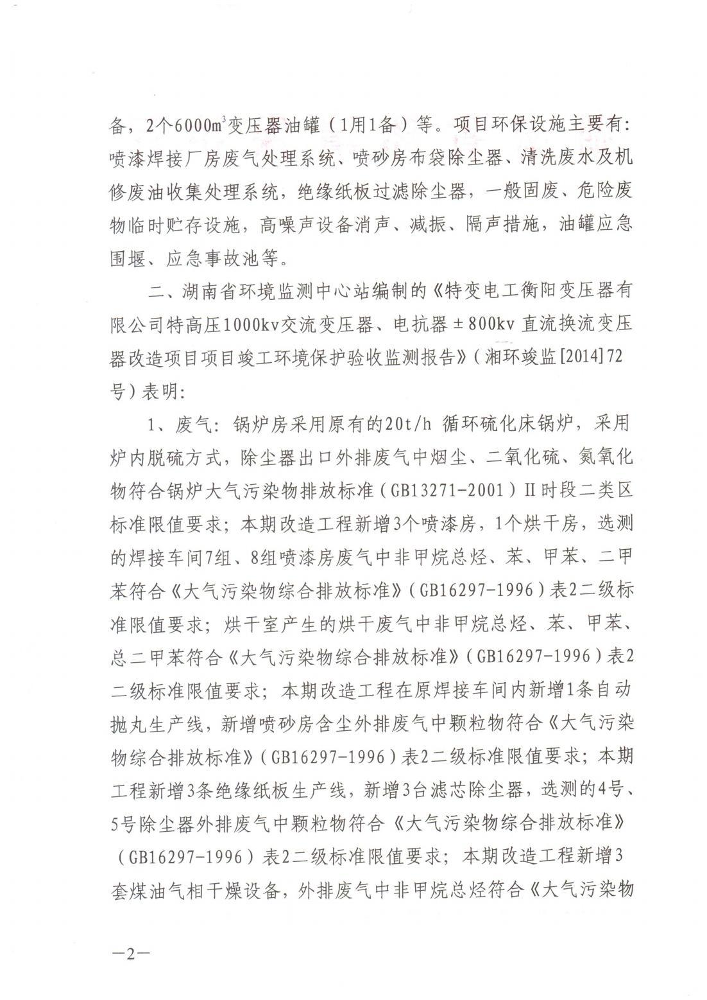 备，2个6000m³变压器油罐（1用1备）等。项目环保设施主要有：
喷漆焊接厂房废气处理系统、喷砂房布袋除尘器、清洗废水及机
修废油收集处理系统，绝缘纸板过滤除尘器，一般固废、危险废
物临时贮存设施，高噪声设备消声、减振、隔声措施，油罐应急
围堰、应急事故池等。
二、湖南省环境监测中心站编制的《特变电工衡阳变压器有
限公司特高压1000kv交流变压器、电抗器±800kv 直流换流变压
器改造项目项目竣工环境保护验收监测报告》（湘环竣监[2014]72
号）表明：
1、废气：锅炉房采用原有的20t/h 循环硫化床锅炉，采用
炉内脱硫方式，除尘器出口外排废气中烟尘、二氧化硫、氮氧化
物符合锅炉大气污染物排放标准（GB13271-2001）Ⅱ时段二类区
标准限值要求；本期改造工程新增3个喷漆房，1个烘干房，选测
的焊接车间7组、8组喷漆房废气中非甲烷总烃、苯、甲苯、二甲
苯符合《大气污染物综合排放标准》（GB16297-1996）表2二级标
准限值要求；烘干室产生的烘干废气中非甲烷总烃、苯、甲苯、
总二甲苯符合《大气污染物综合排放标准》（GB16297-1996）表2
二级标准限值要求；本期改造工程在原焊接车间内新增1条自动
抛丸生产线，新增喷砂房含尘外排废气中颗粒物符合《大气污染
物综合排放标准》（GB16297-1996）表2二级标准限值要求；本期
工程新增3条绝缘纸板生产线，新增3台滤芯除尘器，选测的4号、
5号除尘器外排废气中颗粒物符合《大气污染物综合排放标准》
（GB16297-1996）表2二级标准限值要求；本期改造工程新增3
套煤油气相干燥设备，外排废气中非甲烷总烃符合《大气污染物
—2—